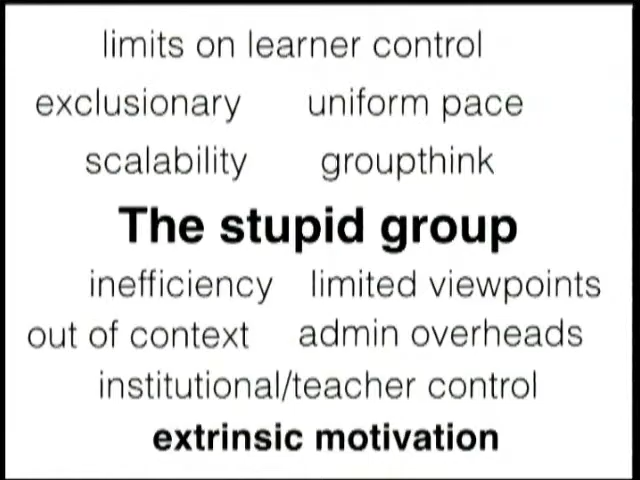 limits on learner control
exclusionary uniform pace
scalability groupthink
The stupid group
inefficiency limited viewpoints
out of context admin overheads
institutional/teacher control
extrinsic motivation